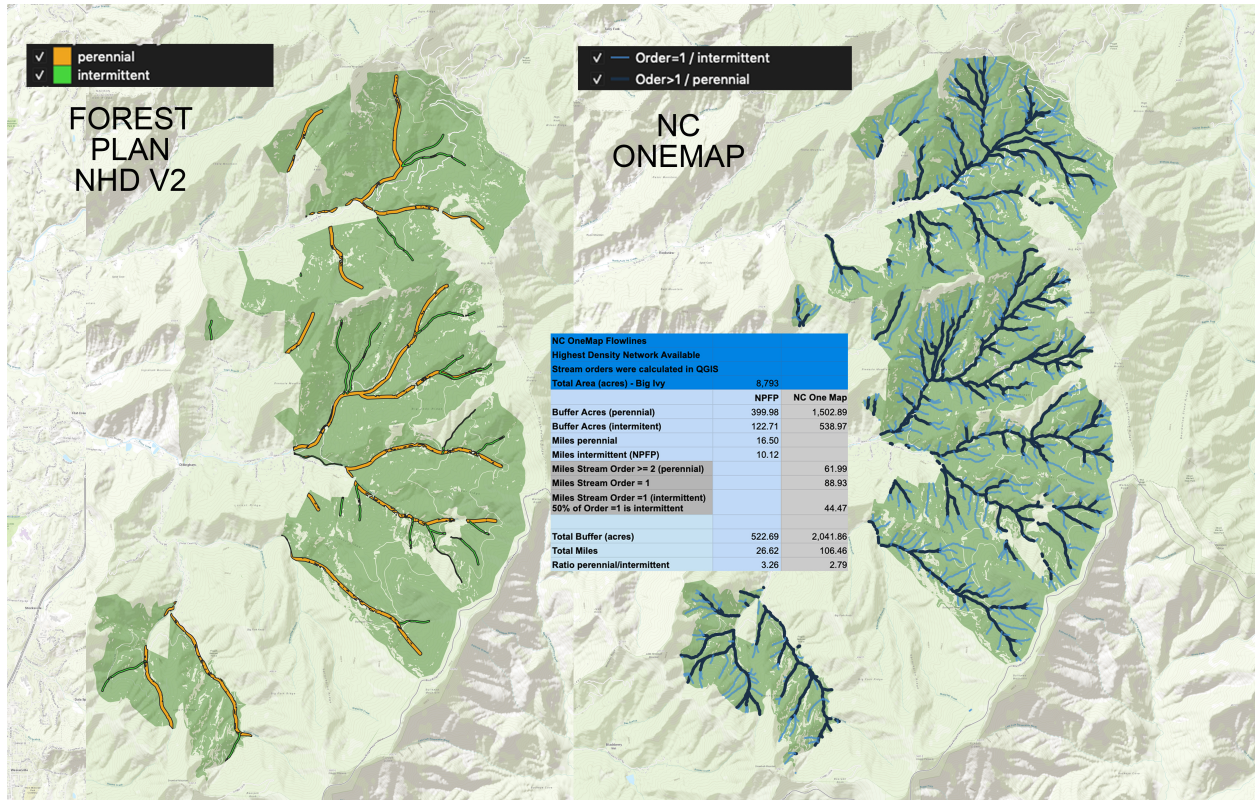 perennial
intermittent
FOREST
PLAN
NHD V2
Order=1 / intermittent
Oder>1 / perennial
NC
ONEMAP
NC OneMap Flowlines
Highest Density Network Available
Stream orders were calculated in QGIS
Total Area (acres) - Big Ivy 8,793
NPFP NC One Map
Buffer Acres (perennial) 399.98 1,502.89
Buffer Acres (intermitent) 122.71 538.97
Miles perennial 16.50
Miles intermittent (NPFP) 10.12
Miles Stream Order >= 2 (perennial) 61.99
Miles Stream Order = 1 88.93
Miles Stream Order =1 (intermittent)
50% of Order =1 is intermittent 44.47
Total Buffer (acres) 522.69 2,041.86
Total Miles 26.62 106.46
Ratio perennial/intermittent 3.26 2.79